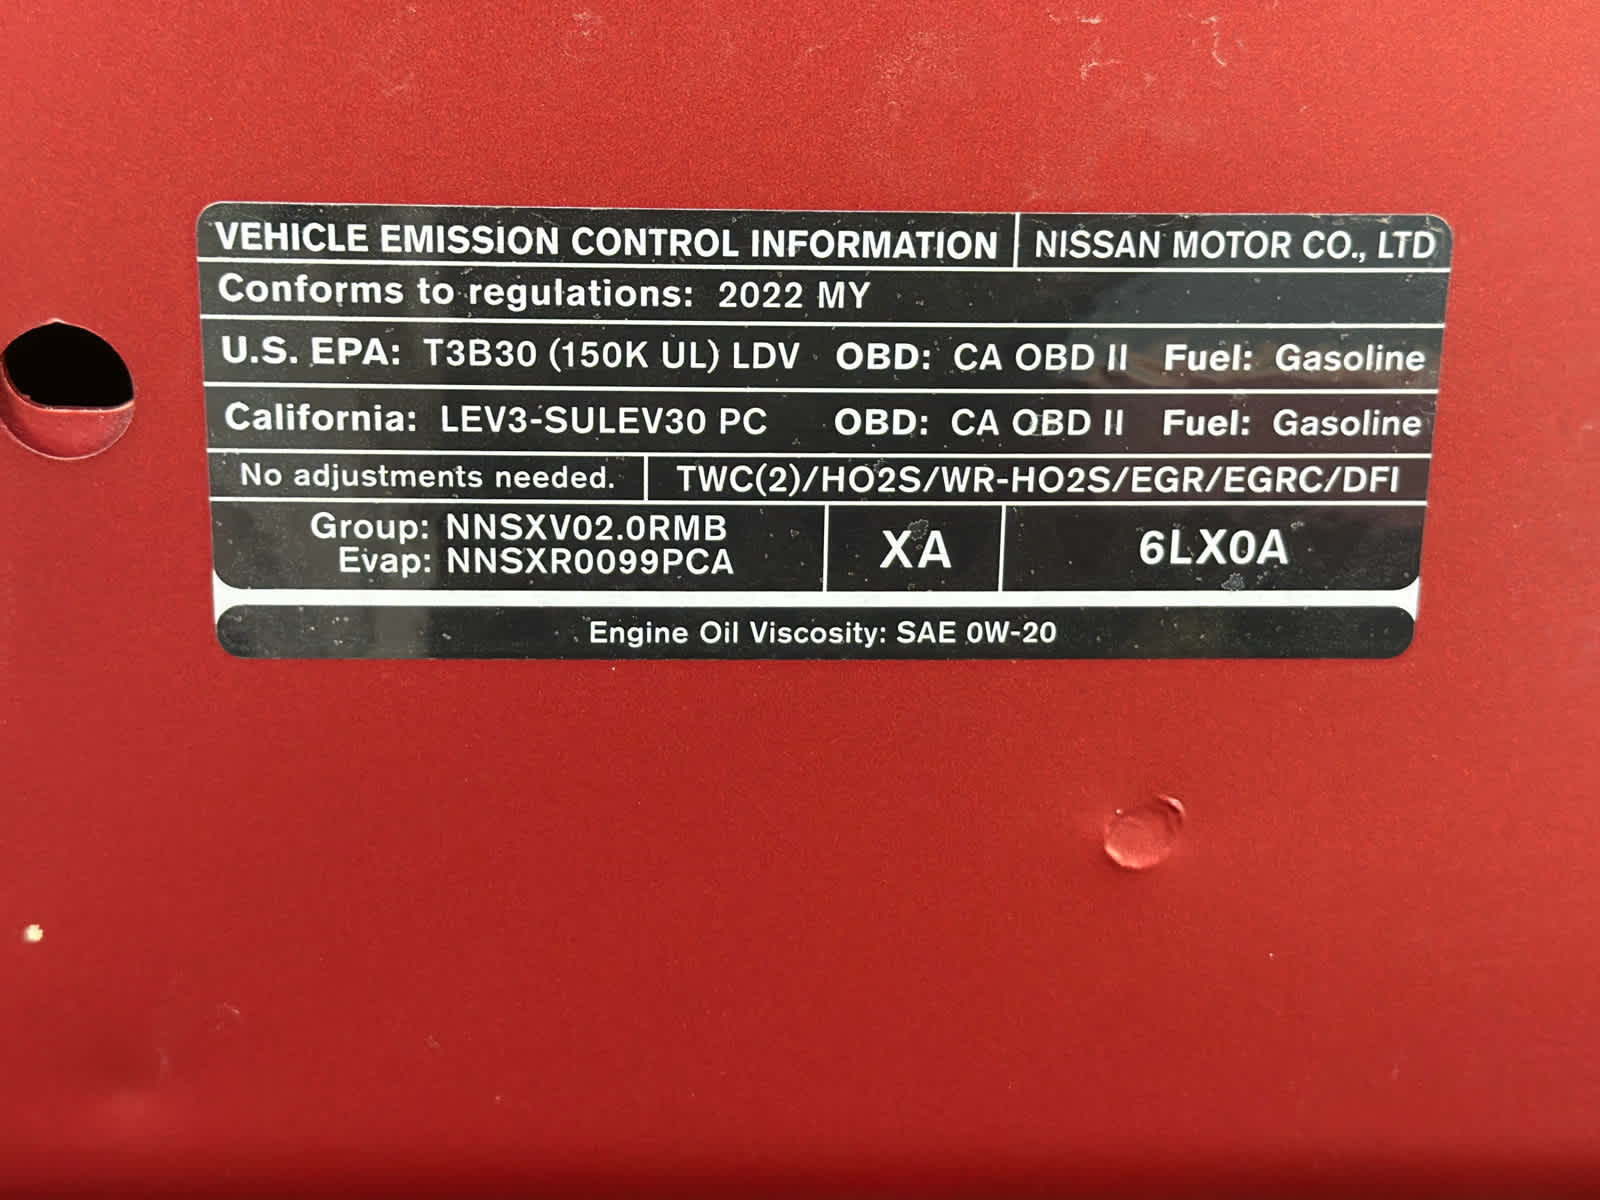 VEHICLE EMISSION CONTROL INFORMATION NISSAN MOTOR CO., LTD
Conforms to regulations: 2022 MY
U.S. EPA: T3B30 (150K UL) LDV OBD: CA OBD II Fuel: Gasoline
California: LEV3-SULEV30 PC OBD: CA OBD II Fuel: Gasoline
No adjustments needed. TWC(2)/HO2S/WR-HO2S/EGR/EGRC/DFI
Group: NNSXV02.0RMB
Evap: NNSXR0099PCA
XA
6LX0A
Engine Oil Viscosity: SAE 0W-20